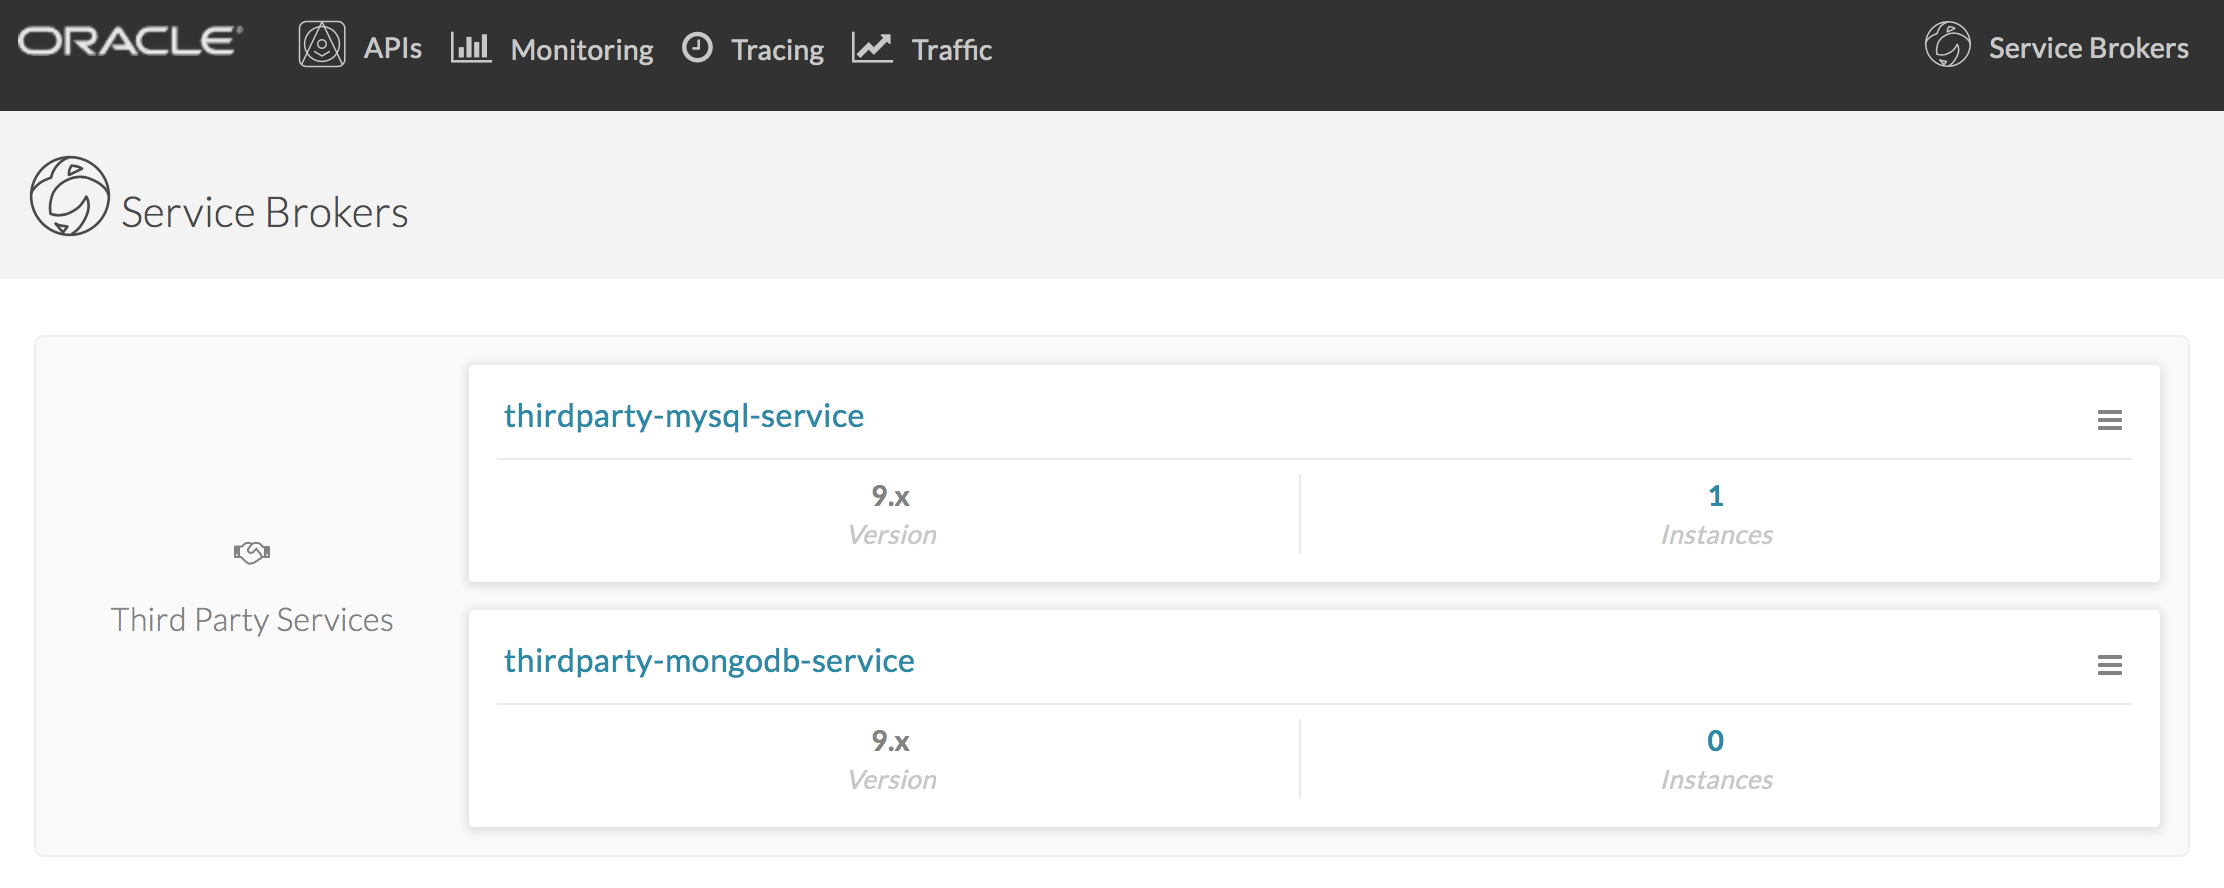 ORACLE
APIs
Monitoring
Tracing
Traffic
Service Brokers
Service Brokers
Third Party Services
thirdparty-mysql-service
9.x
Version
1
Instances
thirdparty-mongodb-service
9.x
Version
0
Instances